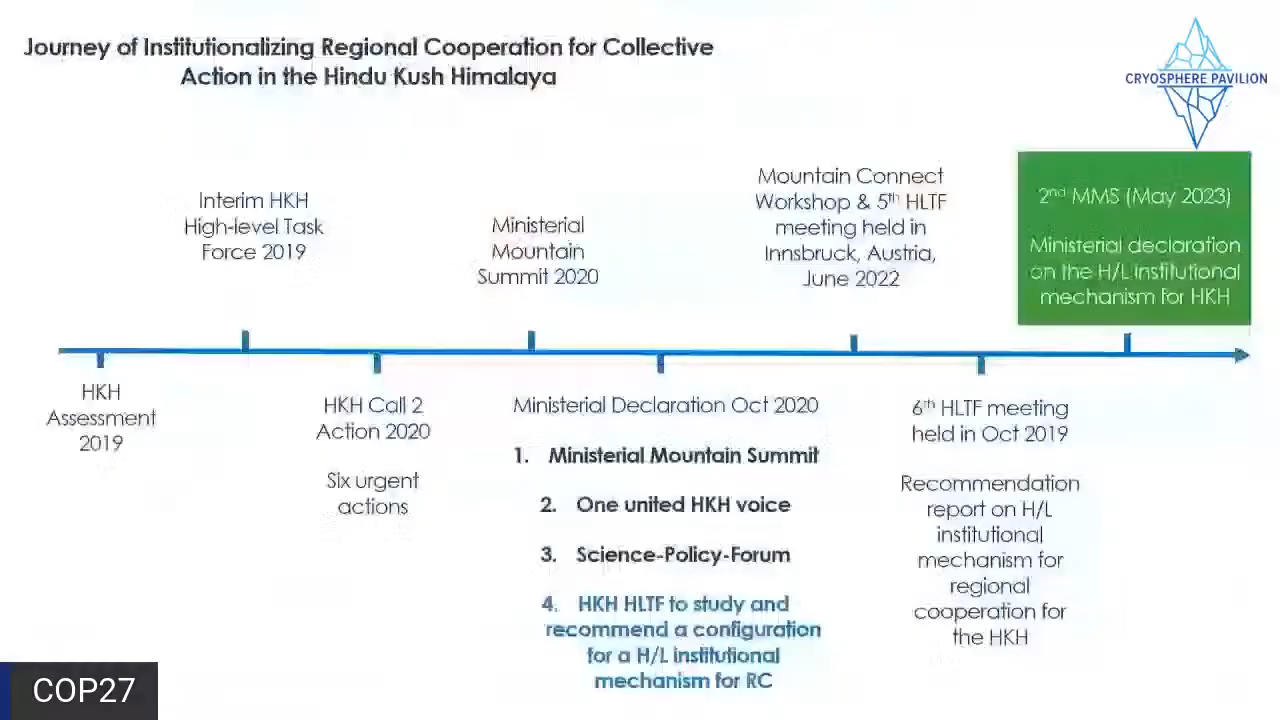 Journey of Institutionalizing Regional Cooperation for Collective
Action in the Hindu Kush Himalaya
CRYOSPHERE PAVILION
Interim HKH
High-level Task
Force 2019
Ministerial
Mountain
Summit 2020
Mountain Connect
Workshop & 5th HLTF
meeting held in
Innsbruck, Austria,
June 2022
2nd MMS (May 2023)
Ministerial declaration
on the H/L institutional
mechanism for HKH
HKH
Assessment
2019
HKH Call 2
Action 2020
Six urgent
actions
Ministerial Declaration Oct 2020
1. Ministerial Mountain Summit
2. One united HKH voice
3. Science-Policy-Forum
4. HKH HLTF to study and
recommend a configuration
for a H/L institutional
mechanism for RC
6th HLTF meeting
held in Oct 2019
Recommendation
report on H/L
institutional
mechanism for
regional
cooperation for
the HKH
COP27